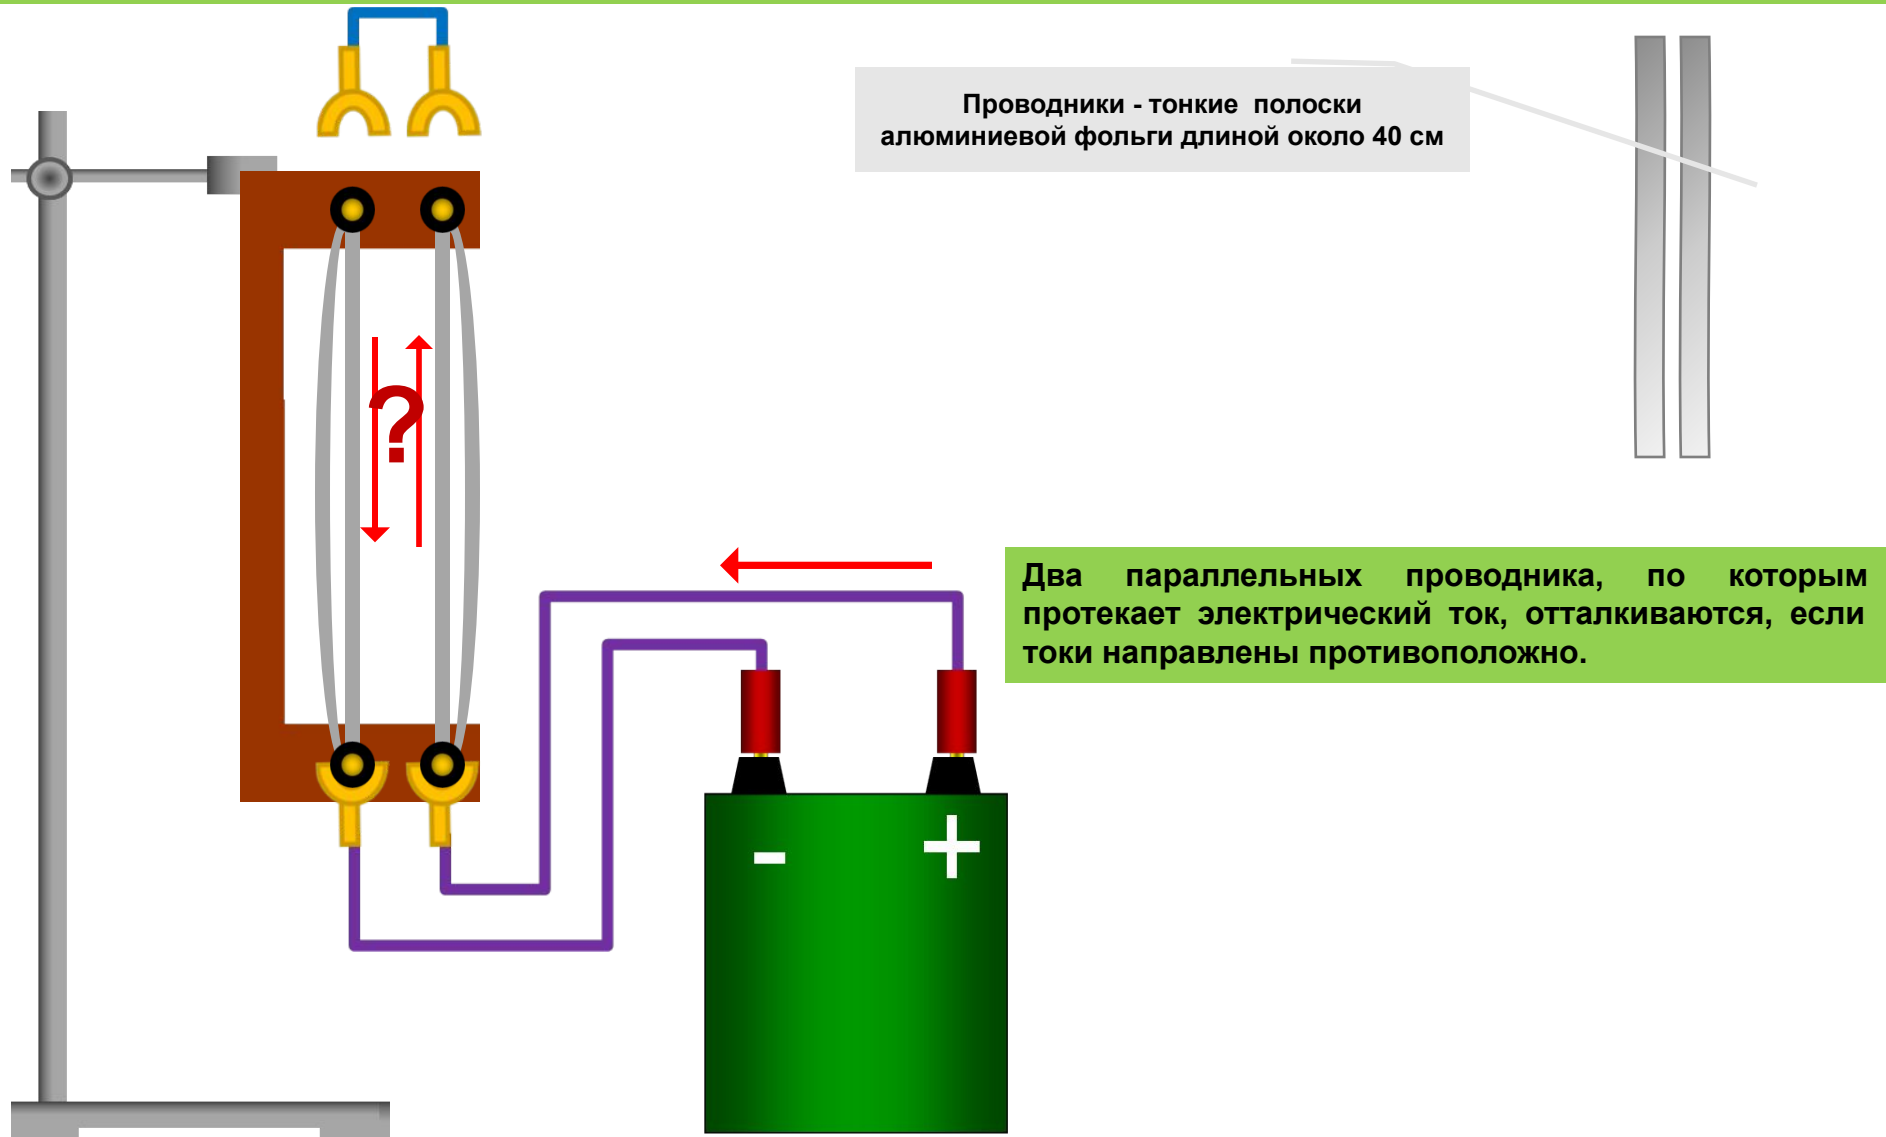 Проводники - тонкие полоски
алюминиевой фольги длиной около 40 см
?
Два параллельных проводника, по которым
протекает электрический ток, отталкиваются, если
токи направлены противоположно.
- +